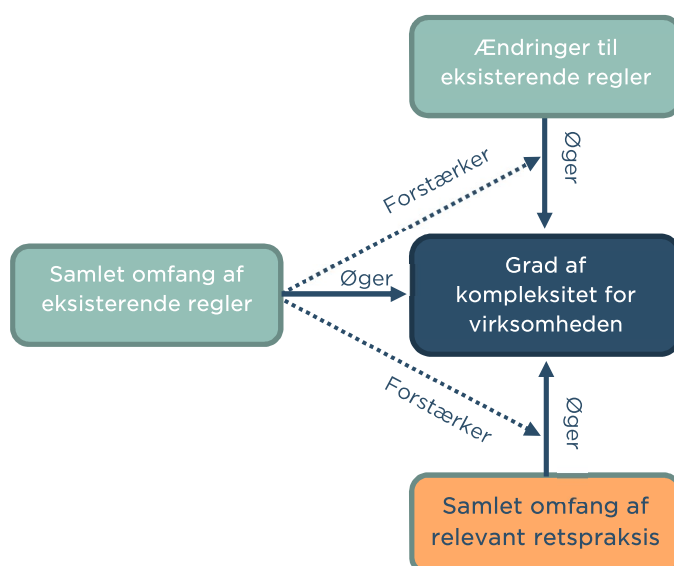 Ændringer til
eksisterende regler
Øger
Forstærker
Samlet omfang af
eksisterende regler
Øger
Grad af
kompleksitet for
virksomheden
Forstærker
Øger
Samlet omfang af
relevant retspraksis